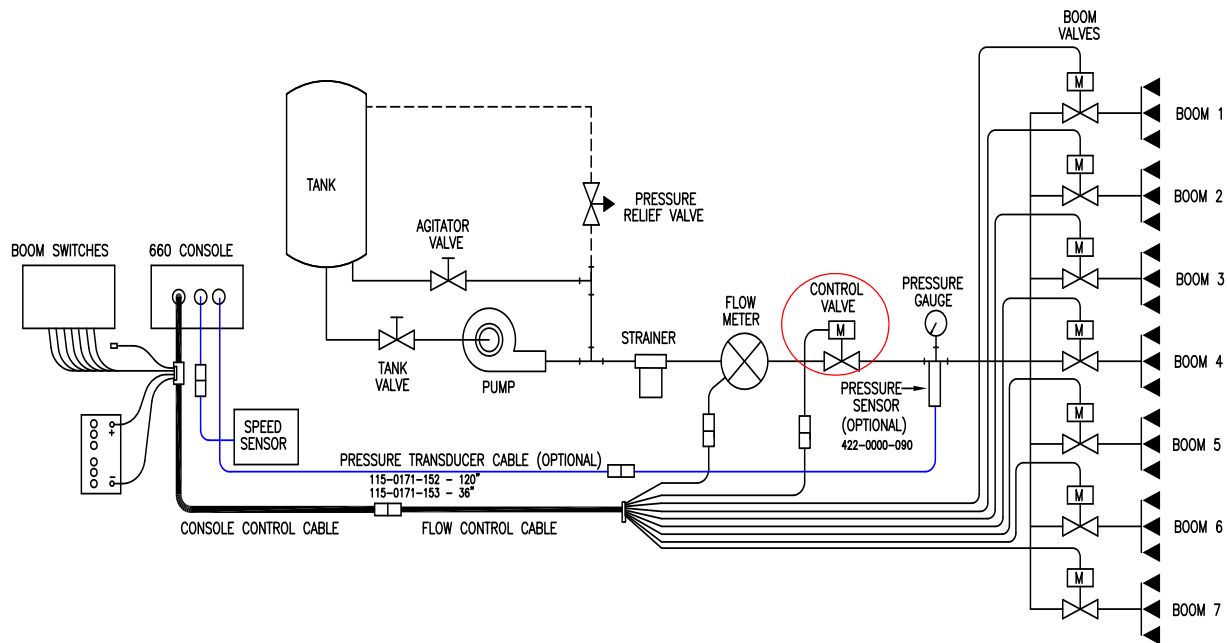 BOOM
VALVES
M
BOOM 1
TANK
M
BOOM 2
PRESSURE
RELIEF VALVE
AGITATOR
VALVE
BOOM SWITCHES
660 CONSOLE
M
BOOM 3
CONTROL
VALVE
PRESSURE
GAUGE
FLOW
METER
M
STRAINER
M
BOOM 4
TANK
VALVE
PUMP
PRESSURE
SENSOR
(OPTIONAL)
422-0000-090
+
-
SPEED
SENSOR
M
BOOM 5
PRESSURE TRANSDUCER CABLE (OPTIONAL)
115-0171-152 - 120"
115-0171-153 - 36"
CONSOLE CONTROL CABLE
FLOW CONTROL CABLE
M
BOOM 6
M
BOOM 7